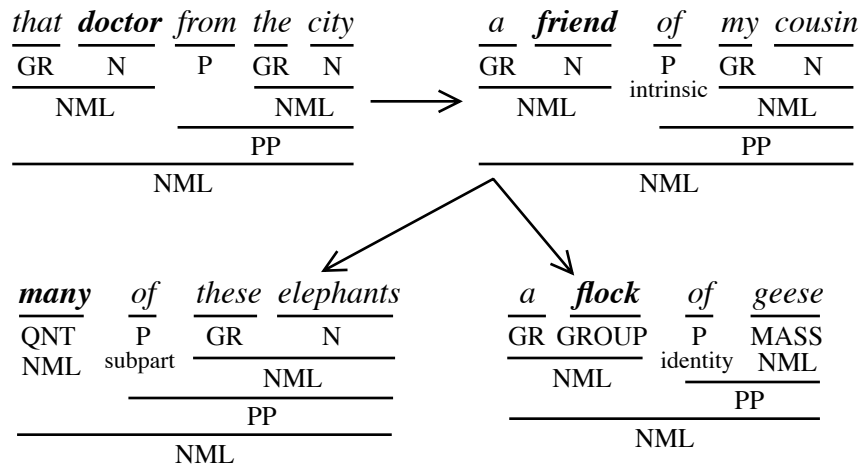 that doctor from the city
GR N P GR N
NML NML
PP
NML
a friend of my cousin
GR N P GR N
intrinsic
NML NML
PP
NML
many of these elephants
QNT P GR N
NML subpart
NML
PP
NML
a flock of geese
GR GROUP P MASS
NML identity NML
PP
NML